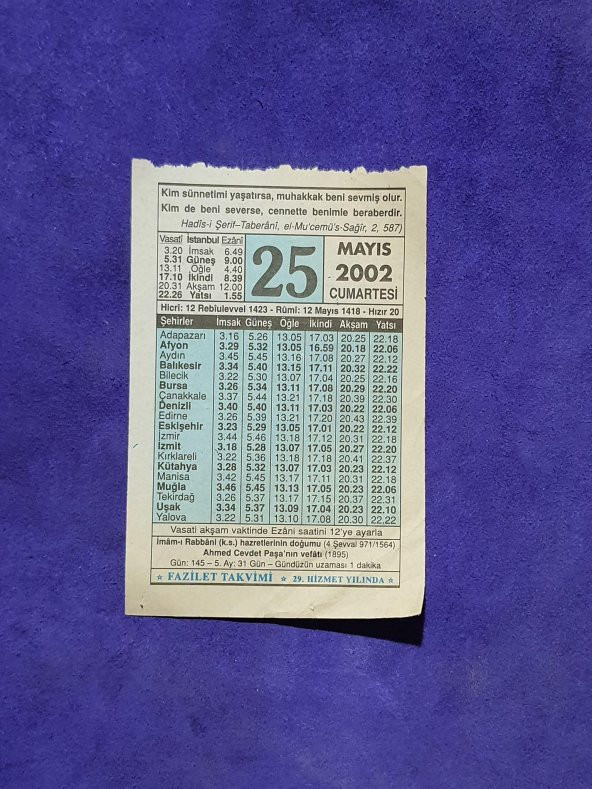 Kim sünnetimi yaşatırsa, muhakkak beni sevmiş olur.
Kim de beni severse, cennette benimle beraberdir.
Hadîs-i Şerif–Taberânî, el-Mu'cemü's-Sağîr, 2, 587)
Vasatî İstanbul Ezânî
3.20 İmsak 6.49
5.31 Güneş 9.00
13.11 Öğle 4.40
17.10 İkindi 8.39
20.31 Akşam 12.00
22.26 Yatsı 1.55
25
MAYIS
2002
CUMARTESİ
Hicrî: 12 Rebiulevvel 1423 - Rûmî: 12 Mayıs 1418 - Hızır 20
Şehirler İmsak Güneş Öğle İkindi Akşam Yatsı
Adapazarı 3.16 5.26 13.05 17.03 20.25 22.18
Afyon 3.29 5.32 13.05 16.59 20.18 22.06
Aydın 3.45 5.45 13.16 17.08 20.27 22.12
Balıkesir 3.34 5.40 13.15 17.11 20.32 22.22
Bilecik 3.22 5.30 13.07 17.04 20.25 22.16
Bursa 3.26 5.34 13.11 17.08 20.29 22.20
Çanakkale 3.37 5.44 13.21 17.18 20.39 22.30
Denizli 3.40 5.40 13.11 17.03 20.22 22.06
Edirne 3.26 5.39 13.21 17.20 20.43 22.39
Eskişehir 3.23 5.29 13.05 17.01 20.22 22.12
İzmir 3.44 5.46 13.18 17.12 20.31 22.18
İzmit 3.18 5.28 13.07 17.05 20.27 22.20
Kırklareli 3.22 5.36 13.18 17.18 20.41 22.37
Kütahya 3.28 5.32 13.07 17.03 20.23 22.12
Manisa 3.42 5.45 13.17 17.11 20.31 22.18
Muğla 3.46 5.45 13.13 17.05 20.23 22.06
Tekirdağ 3.26 5.37 13.17 17.15 20.37 22.31
Uşak 3.34 5.37 13.09 17.04 20.23 22.10
Yalova 3.22 5.31 13.10 17.08 20.30 22.22
Vasatî akşam vaktinde Ezânî saatini 12'ye ayarla
İmâm-ı Rabbânî (k.s.) hazretlerinin doğumu (4 Şevval 971/1564)
Ahmed Cevdet Paşa'nın vefâtı (1895)
Gün: 145 – 5. Ay: 31 Gün – Gündüzün uzaması 1 dakika
★ FAZİLET TAKVİMİ ★ 29. HİZMET YILINDA ★